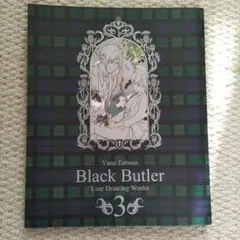 Yana Toboso
Black Butler
Line Drawing Works
3